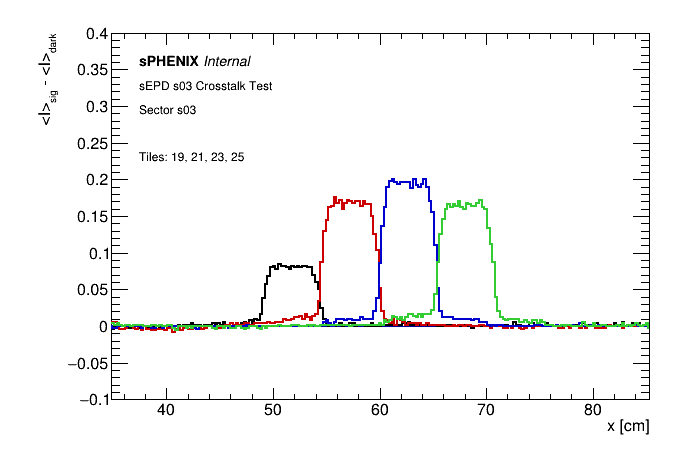 0.4
<I>sig - <I>dark
0.35
sPHENIX Internal
sEPD s03 Crosstalk Test
0.3
Sector s03
0.25
Tiles: 19, 21, 23, 25
0.2
0.15
0.1
0.05
0
−0.05
−0.1
40 50 60 70 80
x [cm]